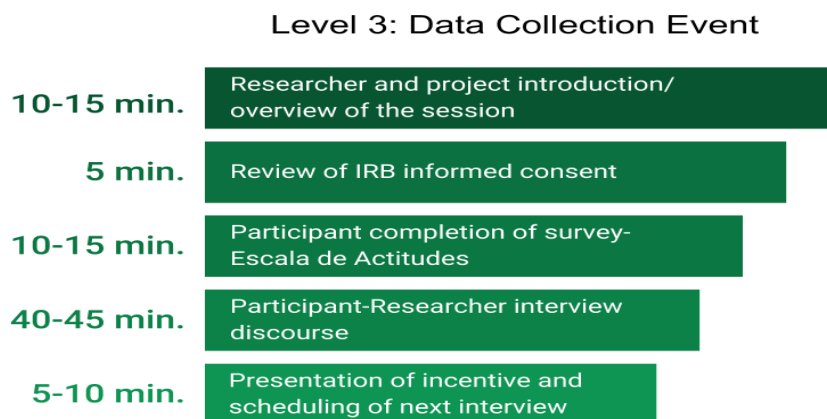 Level 3: Data Collection Event
10-15 min.
Researcher and project introduction/
overview of the session
5 min.
Review of IRB informed consent
10-15 min.
Participant completion of survey-
Escala de Actitudes
40-45 min.
Participant-Researcher interview
discourse
5-10 min.
Presentation of incentive and
scheduling of next interview